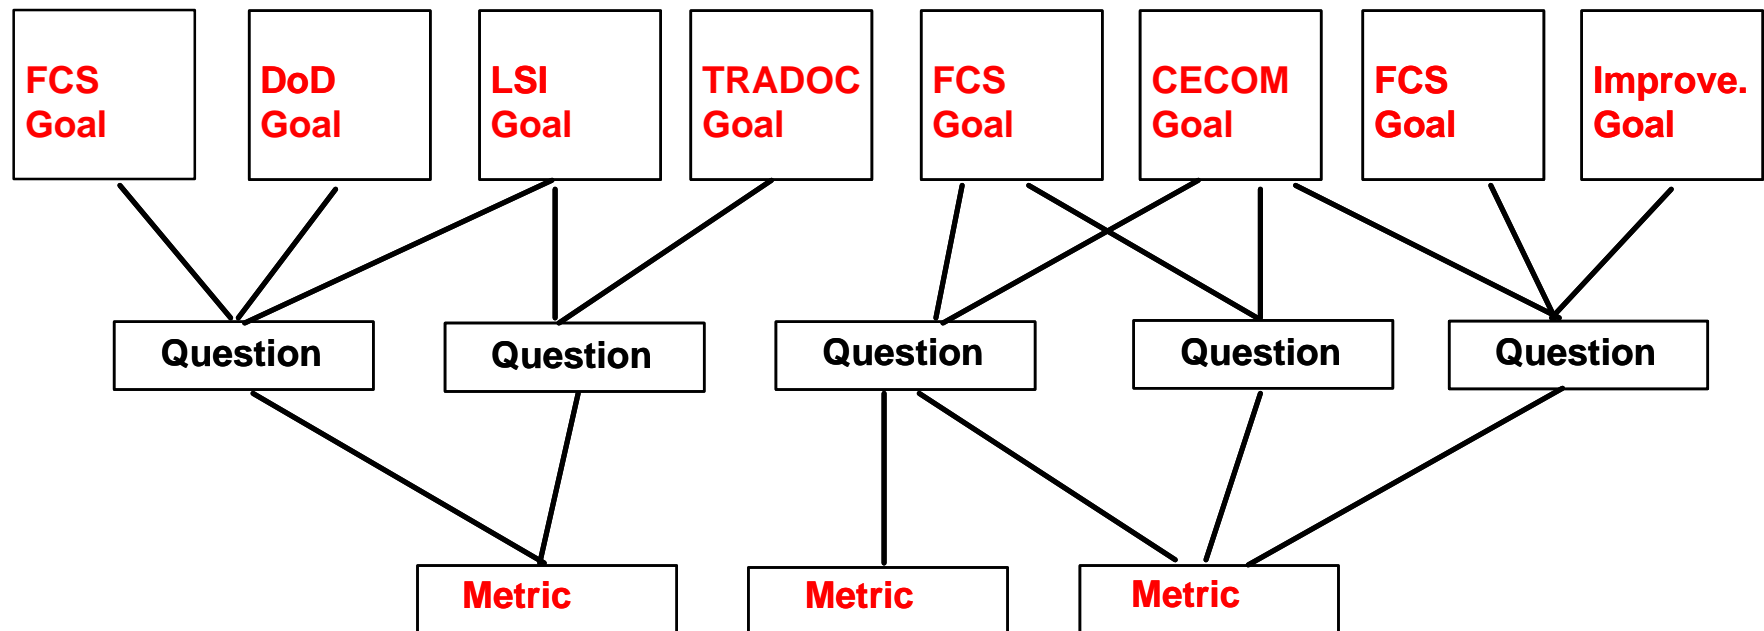 FCS
Goal
DoD
Goal
LSI
Goal
TRADOC
Goal
FCS
Goal
CECOM
Goal
FCS
Goal
Improve.
Goal
Question
Question
Question
Question
Question
Metric
Metric
Metric